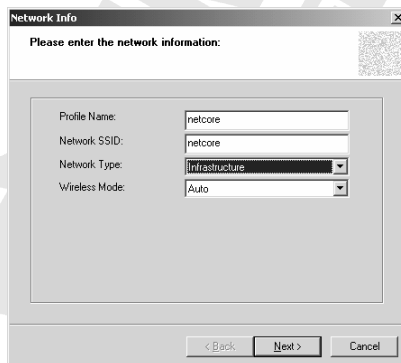 Network Info
Please enter the network information:
Profile Name: netcore
Network SSID: netcore
Network Type: Infrastructure
Wireless Mode: Auto
< Back Next > Cancel